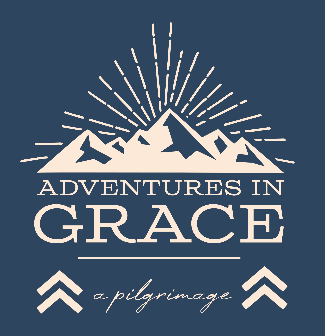 ADVENTURES IN
GRACE
a pilgrimage